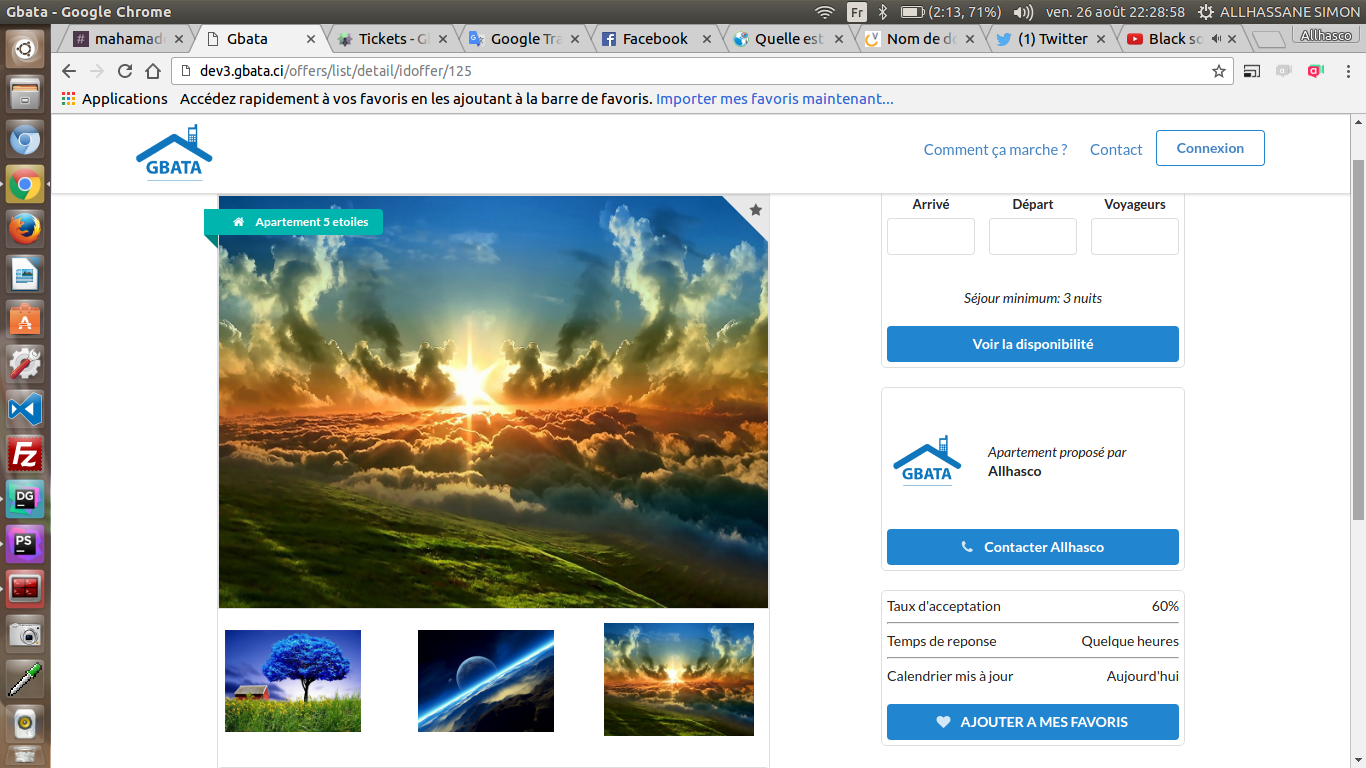 Gbata - Google Chrome
Fr
(2:13, 71%)
ven. 26 août 22:28:58
ALLHASSANE SIMON
# mahamad
Gbata
Tickets - G
Google Tra
Facebook
Quelle est
Nom de d
(1) Twitter
Black s
Allhasco
dev3.gbata.ci/offers/list/detail/idoffer/125
Applications
Accédez rapidement à vos favoris en les ajoutant à la barre de favoris. Importer mes favoris maintenant...
GBATA
Comment ça marche ?
Contact
Connexion
Apartement 5 etoiles
Arrivé
Départ
Voyageurs
Séjour minimum: 3 nuits
Voir la disponibilité
GBATA
Apartement proposé par
Allhasco
Contacter Allhasco
Taux d'acceptation
60%
Temps de reponse
Quelque heures
Calendrier mis à jour
Aujourd'hui
AJOUTER A MES FAVORIS
FZ
DG
PS